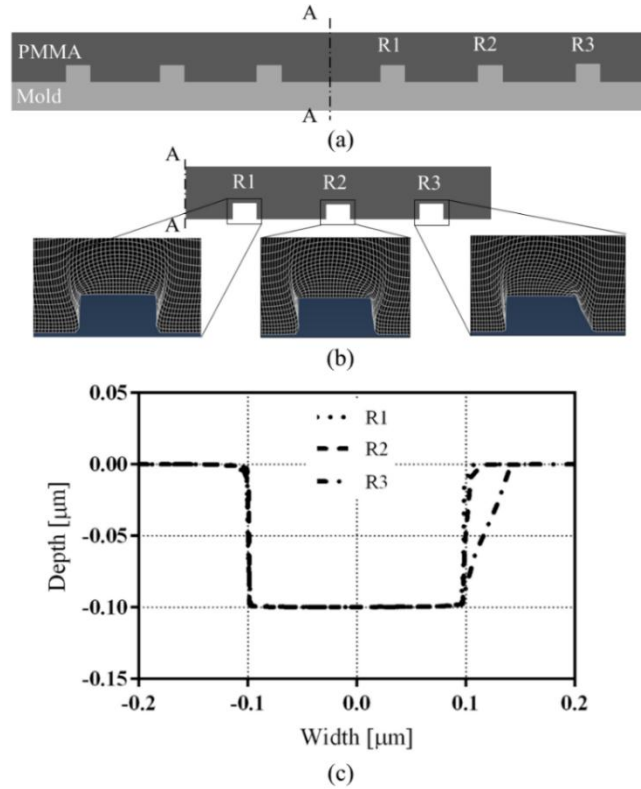 A
PMMA R1 R2 R3
Mold
A
(a)
A
R1 R2 R3
A
(b)
0.05
0.00
-0.05
-0.10
-0.15
Depth [μm]
R1
R2
R3
-0.2 -0.1 0.0 0.1 0.2
Width [μm]
(c)